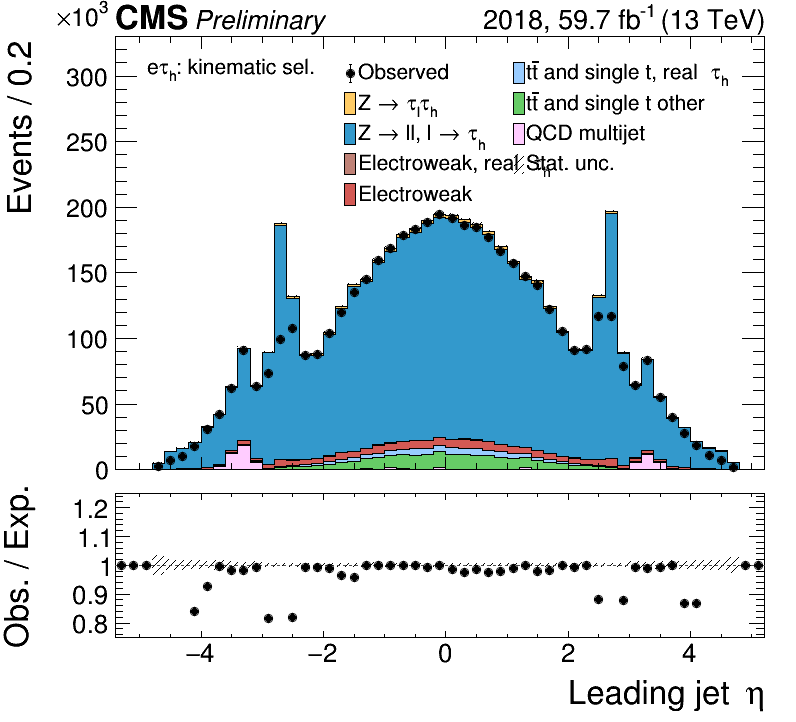 ×10³ CMS Preliminary 2018, 59.7 fb⁻¹ (13 TeV)
eτₕ: kinematic sel.
Observed
tt̄ and single t, real τₕ
Z → τₗτₕ
tt̄ and single t other
Z → ll, l → τₕ
QCD multijet
Electroweak, real τₕ
Stat. unc.
Electroweak
Events / 0.2
300
250
200
150
100
50
0
Obs. / Exp.
1.2
1.1
1
0.9
0.8
−4 −2 0 2 4
Leading jet η